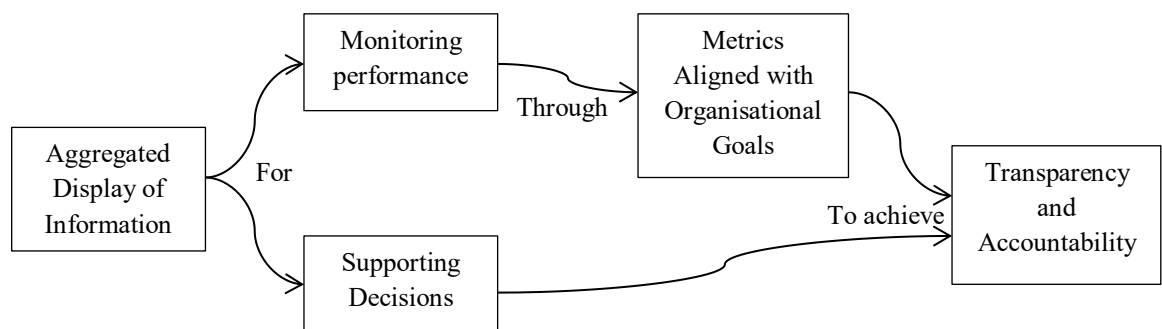 Aggregated
Display of
Information
For
Monitoring
performance
Through
Metrics
Aligned with
Organisational
Goals
Supporting
Decisions
To achieve
Transparency
and
Accountability